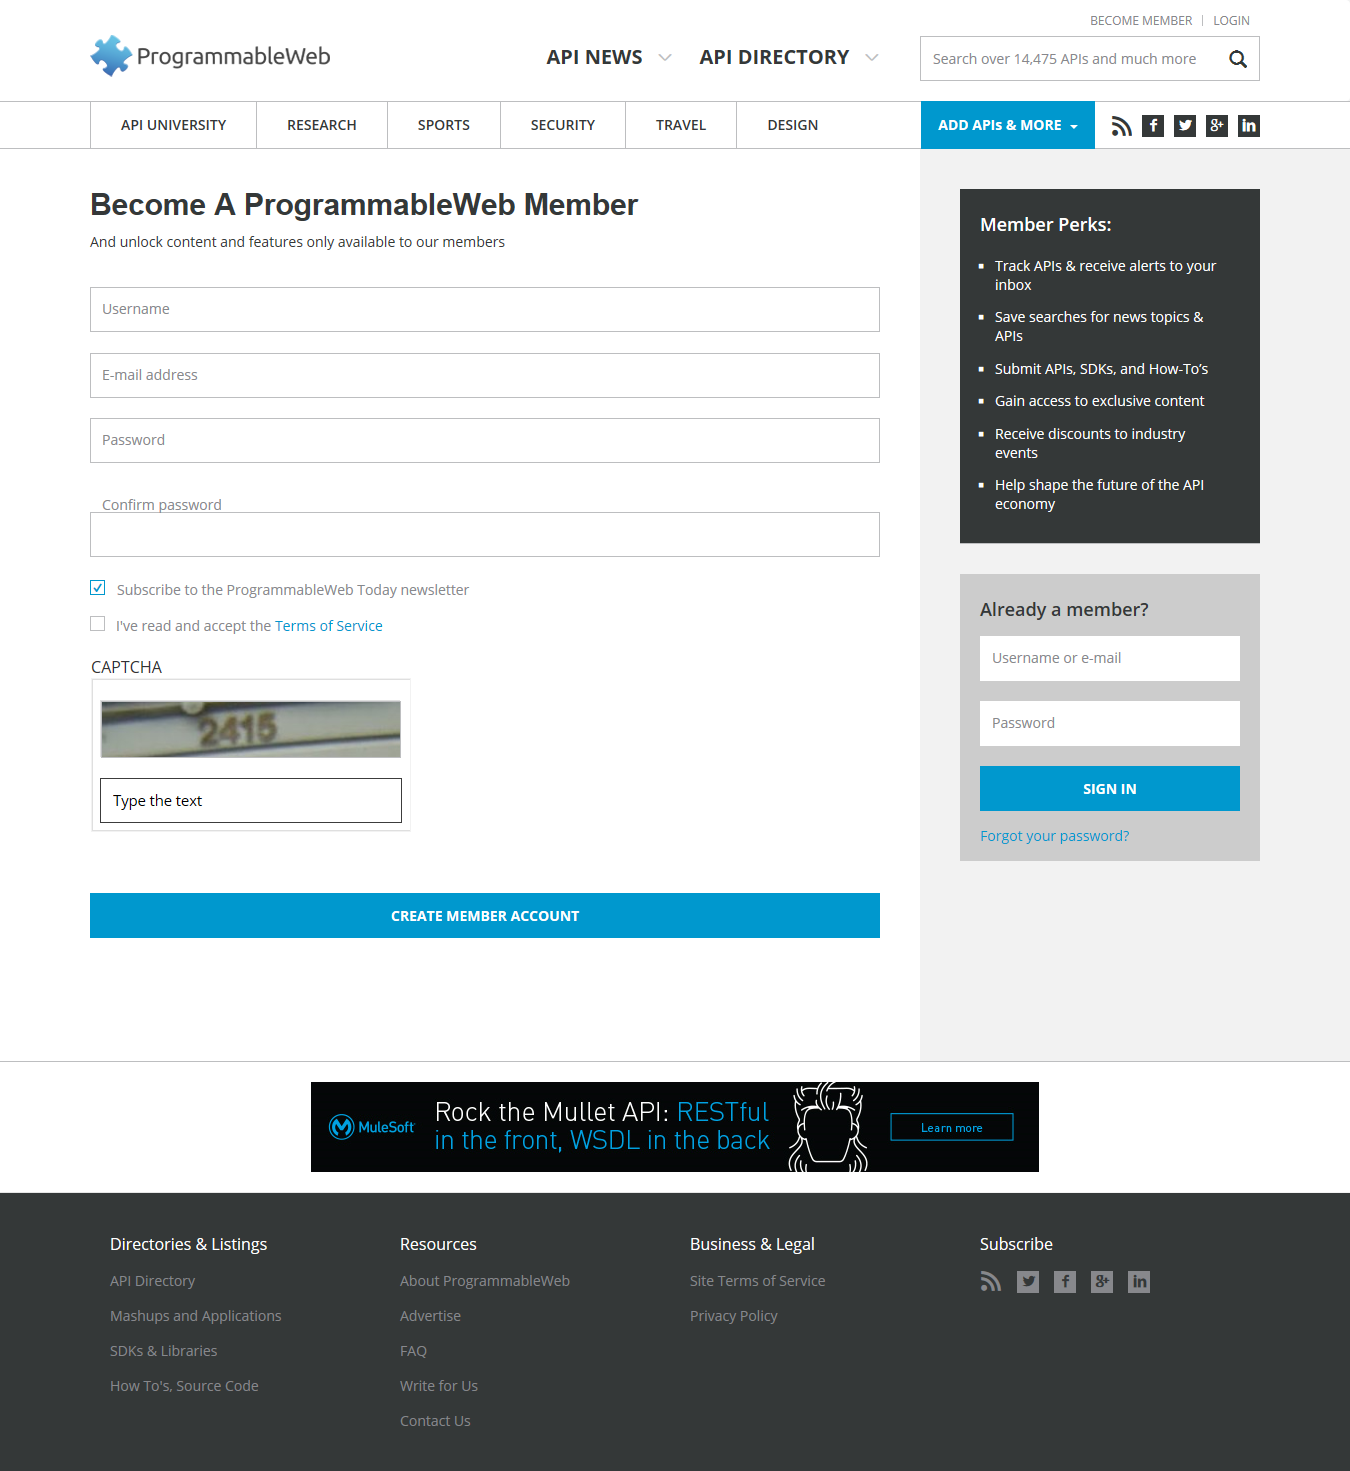 BECOME MEMBER LOGIN
ProgrammableWeb API NEWS API DIRECTORY Search over 14,475 APIs and much more
API UNIVERSITY RESEARCH SPORTS SECURITY TRAVEL DESIGN ADD APIs & MORE
Become A ProgrammableWeb Member
And unlock content and features only available to our members
Username
E-mail address
Password
Confirm password
Subscribe to the ProgrammableWeb Today newsletter
I've read and accept the Terms of Service
CAPTCHA
2415
Type the text
CREATE MEMBER ACCOUNT
Member Perks:
Track APIs & receive alerts to your
inbox
Save searches for news topics &
APIs
Submit APIs, SDKs, and How-To's
Gain access to exclusive content
Receive discounts to industry
events
Help shape the future of the API
economy
Already a member?
Username or e-mail
Password
SIGN IN
Forgot your password?
MuleSoft
Rock the Mullet API: RESTful
in the front, WSDL in the back
Learn more
Directories & Listings
API Directory
Mashups and Applications
SDKs & Libraries
How To's, Source Code
Resources
About ProgrammableWeb
Advertise
FAQ
Write for Us
Contact Us
Business & Legal
Site Terms of Service
Privacy Policy
Subscribe